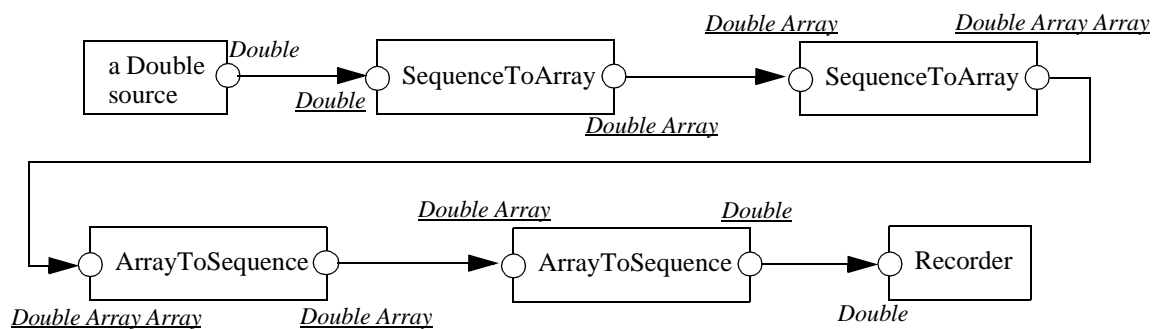 Double Array
Double Array Array
Double
a Double
source
SequenceToArray
SequenceToArray
Double
Double Array
Double Array
Double
ArrayToSequence
ArrayToSequence
Recorder
Double Array Array
Double Array
Double